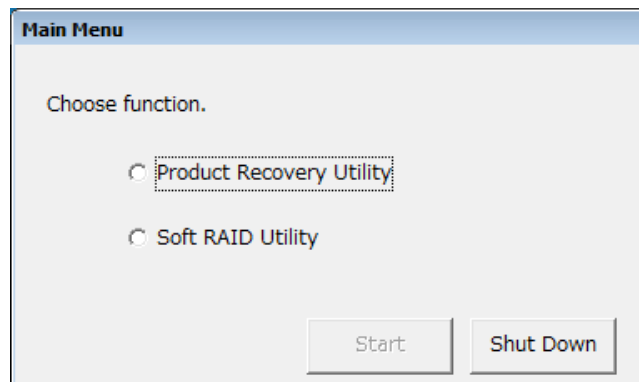 Main Menu
Choose function.
Product Recovery Utility
Soft RAID Utility
Start Shut Down